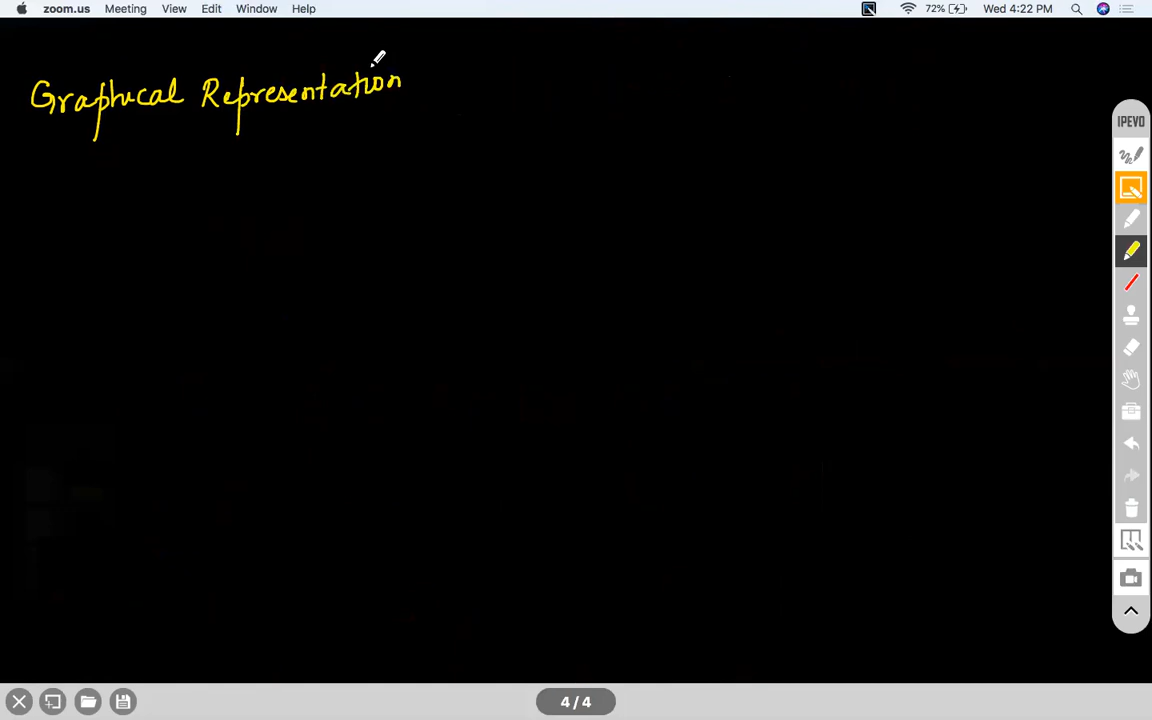 zoom.us Meeting View Edit Window Help 72% Wed 4:22 PM
Graphical Representation
IPEVO
4 / 4